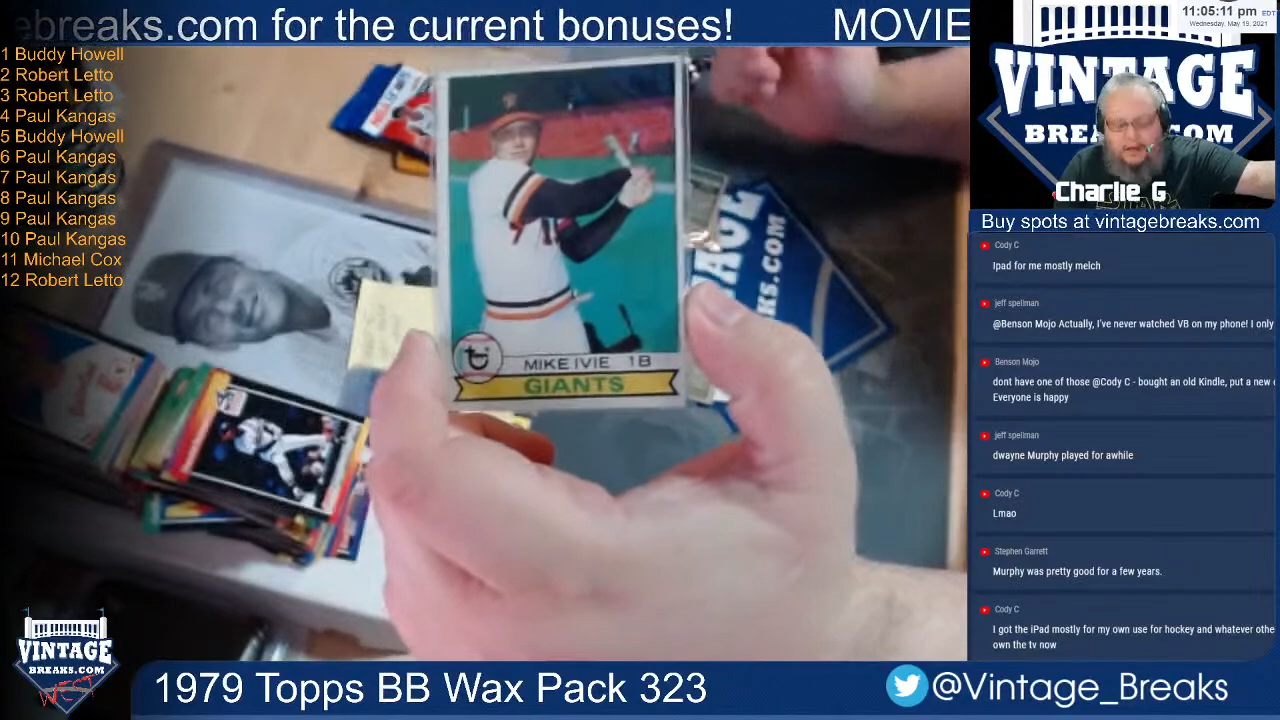 ebreaks.com for the current bonuses! MOVIE
11:05:11 pm EDT
Wednesday, May 19, 2021
1 Buddy Howell
2 Robert Letto
3 Robert Letto
4 Paul Kangas
5 Buddy Howell
6 Paul Kangas
7 Paul Kangas
8 Paul Kangas
9 Paul Kangas
10 Paul Kangas
11 Michael Cox
12 Robert Letto
MIKE IVIE 1B
GIANTS
VINTAGE
BREAKS.COM
Charlie G
Buy spots at vintagebreaks.com
Cody C
Ipad for me mostly melch
jeff spellman
@Benson Mojo Actually, I've never watched VB on my phone! I only
Benson Mojo
dont have one of those @Cody C - bought an old Kindle, put a new
Everyone is happy
jeff spellman
dwayne Murphy played for awhile
Cody C
Lmao
Stephen Garrett
Murphy was pretty good for a few years.
Cody C
I got the iPad mostly for my own use for hockey and whatever othe
own the tv now
VINTAGE
BREAKS.COM
West
1979 Topps BB Wax Pack 323
@Vintage_Breaks